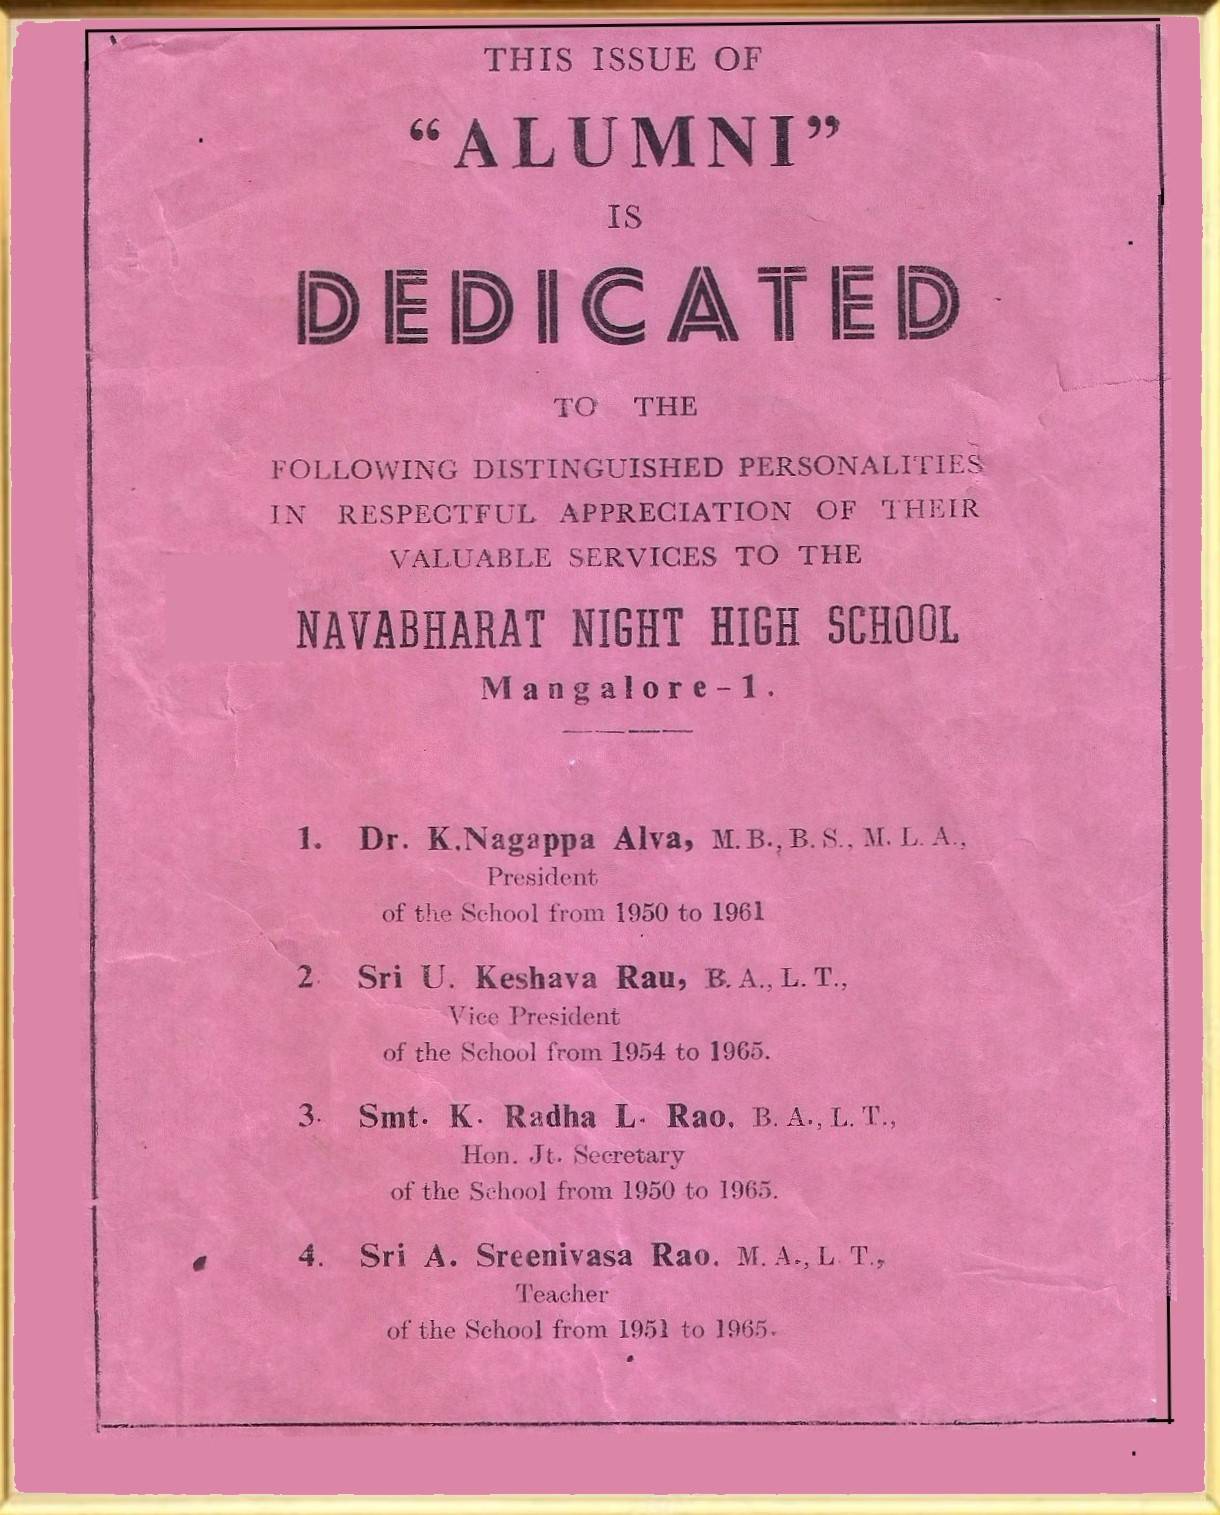 THIS ISSUE OF
“ALUMNI”
IS
DEDICATED
TO THE
FOLLOWING DISTINGUISHED PERSONALITIES
IN RESPECTFUL APPRECIATION OF THEIR
VALUABLE SERVICES TO THE
NAVABHARAT NIGHT HIGH SCHOOL
Mangalore-1.
1. Dr. K.Nagappa Alva, M. B., B. S., M. L. A.,
President
of the School from 1950 to 1961
2. Sri U. Keshava Rau, B. A., L. T.,
Vice President
of the School from 1954 to 1965.
3. Smt. K. Radha L. Rao. B. A., L. T.,
Hon. Jt. Secretary
of the School from 1950 to 1965.
4. Sri A. Sreenivasa Rao. M. A., L. T.,
Teacher
of the School from 1951 to 1965.